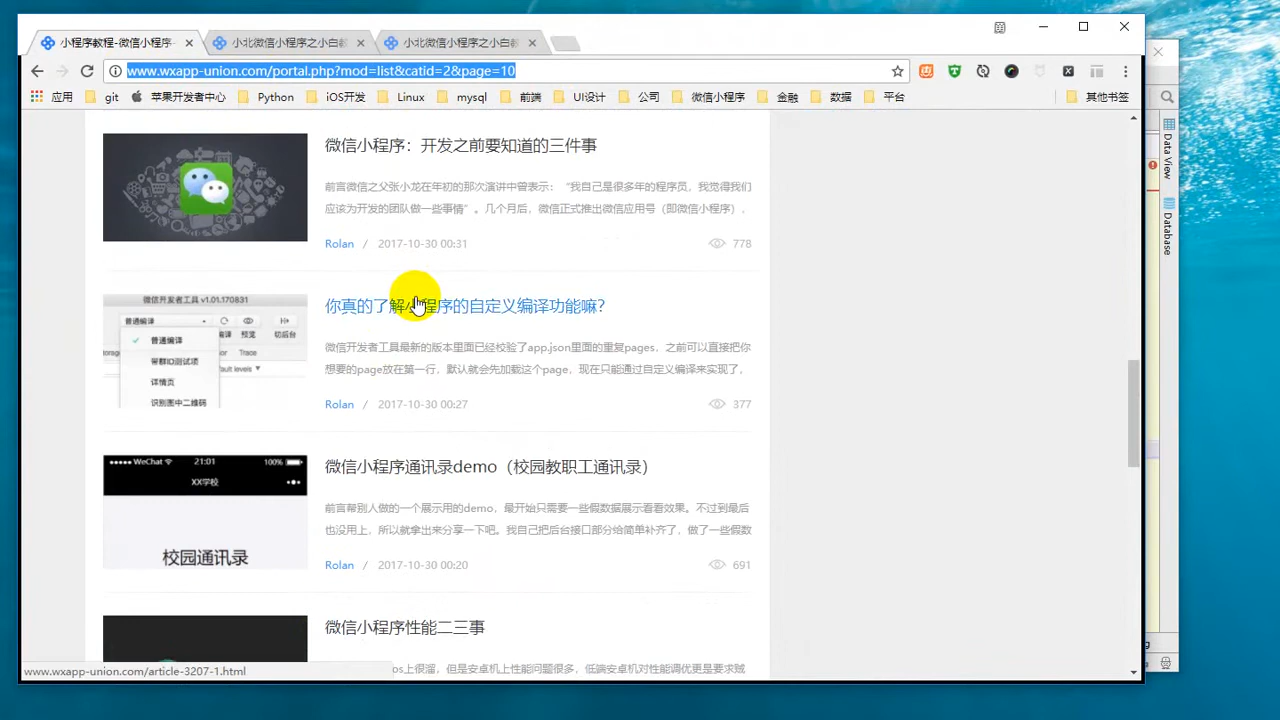 小程序教程-微信小程序-
小北微信小程序之小白教
小北微信小程序之小白教
www.wxapp-union.com/portal.php?mod=list&catid=2&page=10
应用 git 苹果开发者中心 Python iOS开发 Linux mysql 前端 UI设计 公司 微信小程序 金融 数据 平台 其他书签
微信小程序：开发之前要知道的三件事
前言微信之父张小龙在年初的那次演讲中曾表示： “我自己是很多年的程序员，我觉得我们
应该为开发的团队做一些事情”。几个月后，微信正式推出微信应用号（即微信小程序），
Rolan / 2017-10-30 00:31 778
微信开发者工具 v1.01.170831
普通编译
编译 预览 切后台
普通编译
带群ID测试项
详情页
识别图中二维码
Trace
你真的了解小程序的自定义编译功能嘛？
微信开发者工具最新的版本里面已经校验了app.json里面的重复pages，之前可以直接把你
想要的page放在第一行，默认就会先加载这个page，现在只能通过自定义编译来实现了，
Rolan / 2017-10-30 00:27 377
WeChat 21:01 100%
XX学校
校园通讯录
微信小程序通讯录demo（校园教职工通讯录）
前言帮别人做的一个展示用的demo，最开始只需要一些假数据展示看看效果。不过到最后
也没用上，所以就拿出来分享一下吧。我自己把后台接口部分给简单补齐了，做了一些假数
Rolan / 2017-10-30 00:20 691
微信小程序性能二三事
os上很溜，但是安卓机上性能问题很多，低端安卓机对性能调优更是要求贼
www.wxapp-union.com/article-3207-1.html
Data View
Database